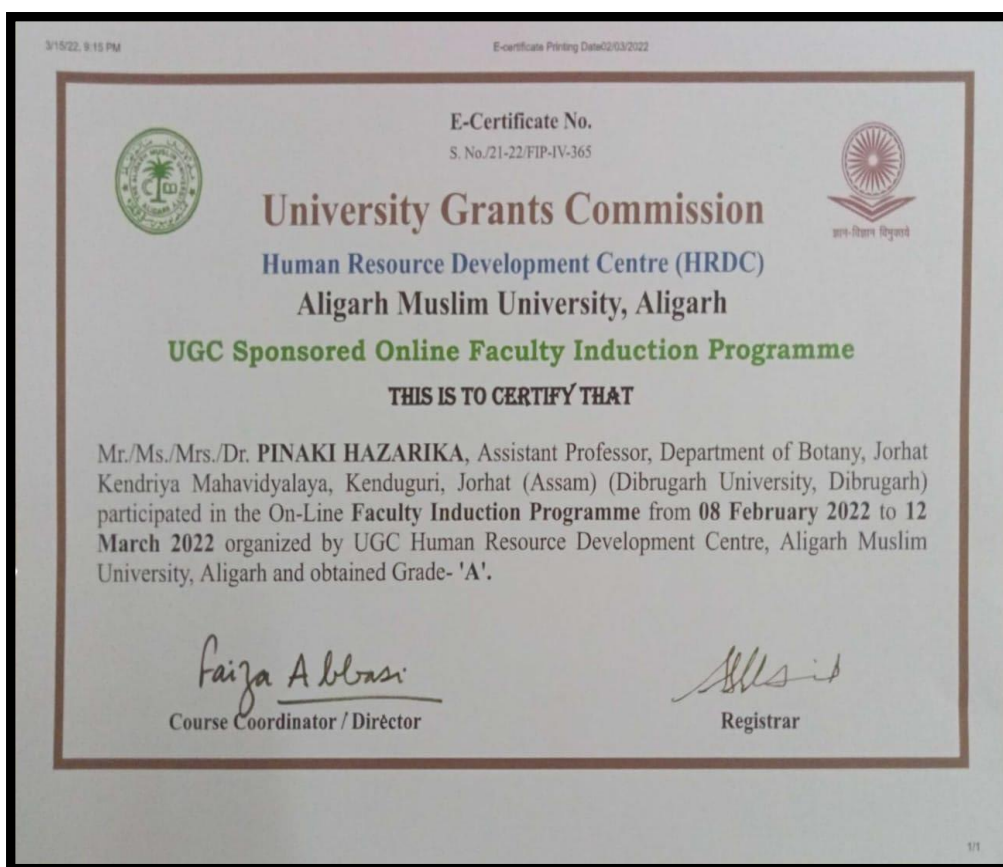 3/15/22, 9:15 PM
E-certificate Printing Date02/03/2022
E-Certificate No.
S. No./21-22/FIP-IV-365
University Grants Commission
ज्ञान-विज्ञान विमुक्तये
Human Resource Development Centre (HRDC)
Aligarh Muslim University, Aligarh
UGC Sponsored Online Faculty Induction Programme
THIS IS TO CERTIFY THAT
Mr./Ms./Mrs./Dr. PINAKI HAZARIKA, Assistant Professor, Department of Botany, Jorhat
Kendriya Mahavidyalaya, Kenduguri, Jorhat (Assam) (Dibrugarh University, Dibrugarh)
participated in the On-Line Faculty Induction Programme from 08 February 2022 to 12
March 2022 organized by UGC Human Resource Development Centre, Aligarh Muslim
University, Aligarh and obtained Grade- 'A'.
Faiza Abbasi
Course Coordinator / Director
Registrar
1/1